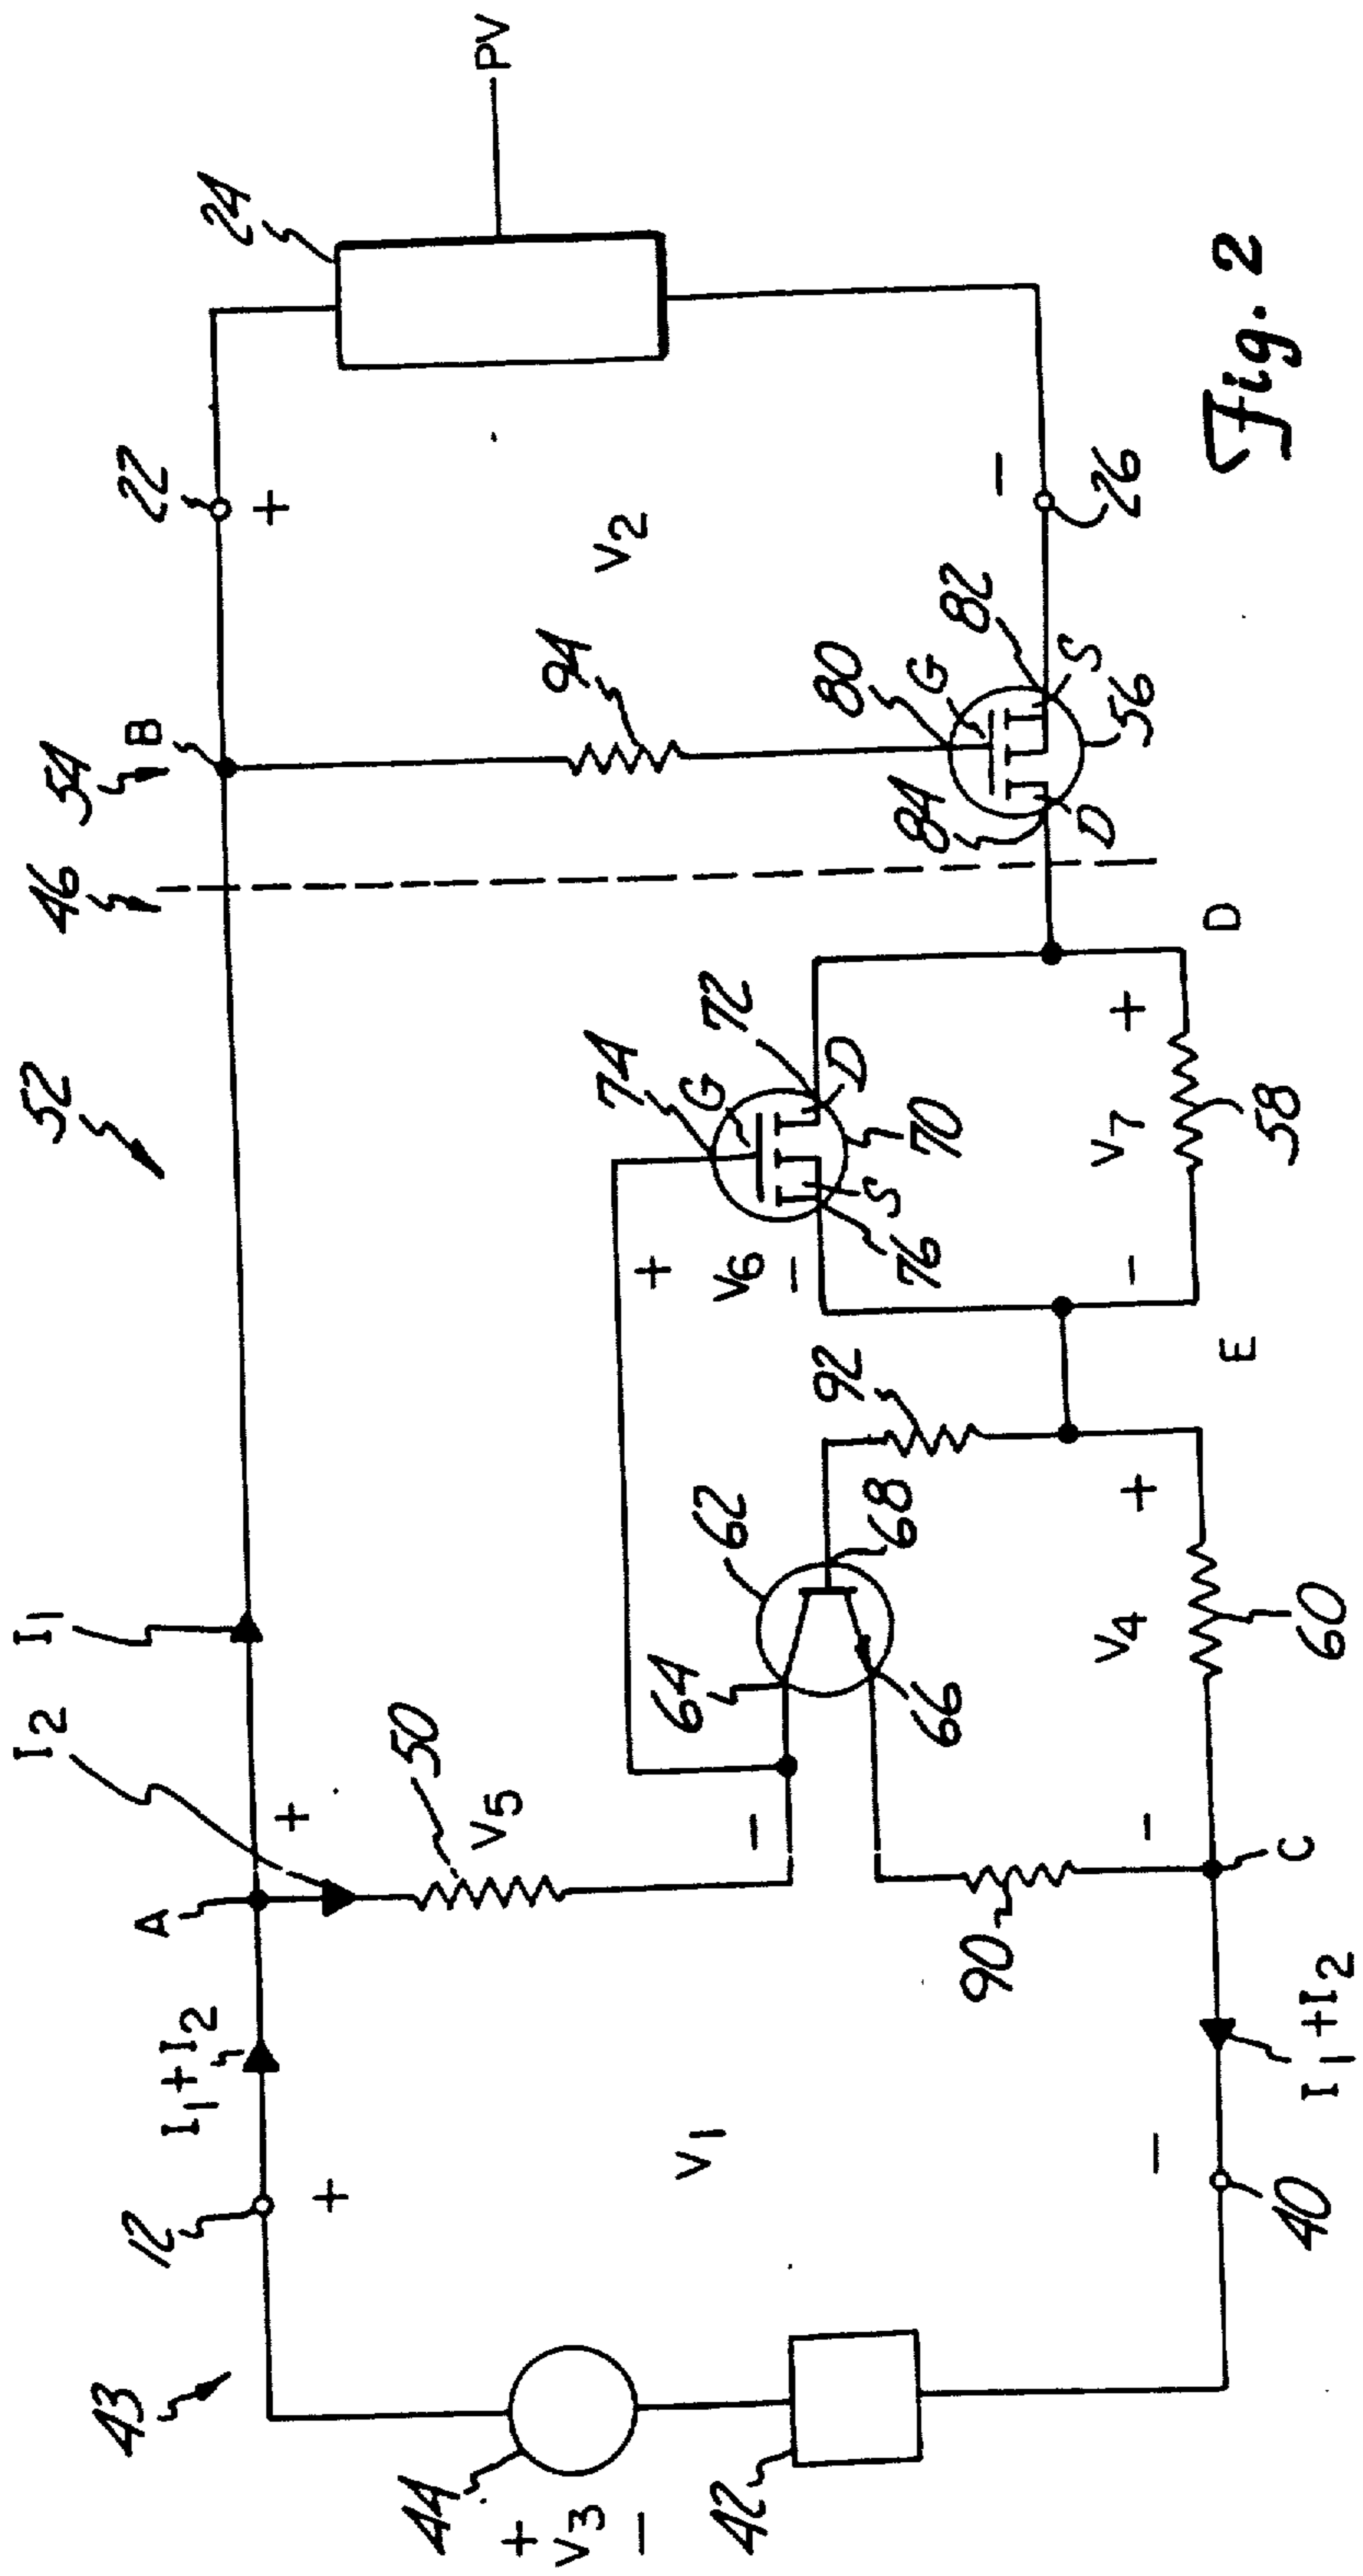 43
12
I1+I2
A
I2
I1
52
46
54
B
22
24
PV
+
+
+
44
+
V3
−
42
V1
50
V5
−
64
62
66
68
92
90
+
V6
−
74
G
72
D
70
S
76
94
V2
80
G
82
84
D
S
56
−
26
−
V4
+
60
−
V7
+
58
−
40
I1+I2
C
E
D
Fig. 2